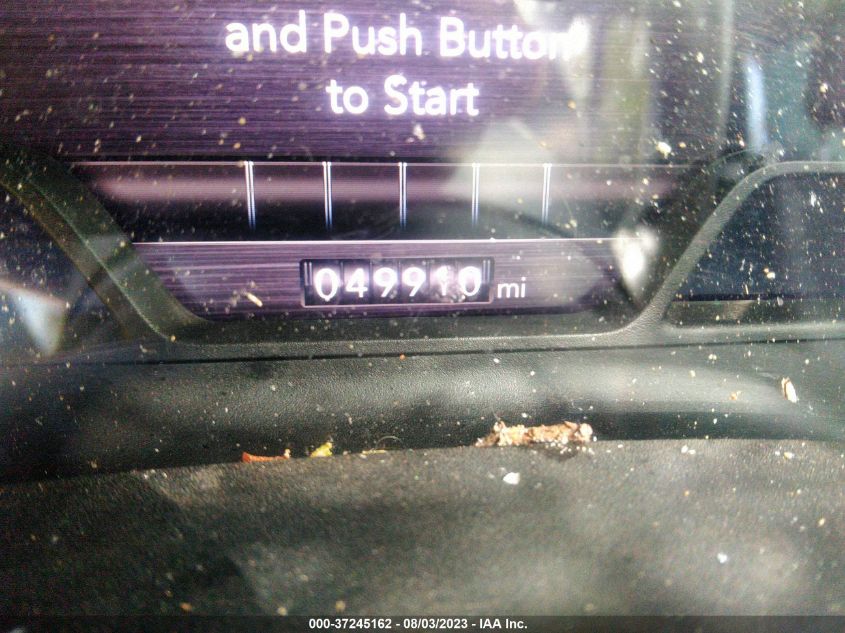 and Push Button
to Start
049910 mi
000-37245162 - 08/03/2023 - IAA Inc.